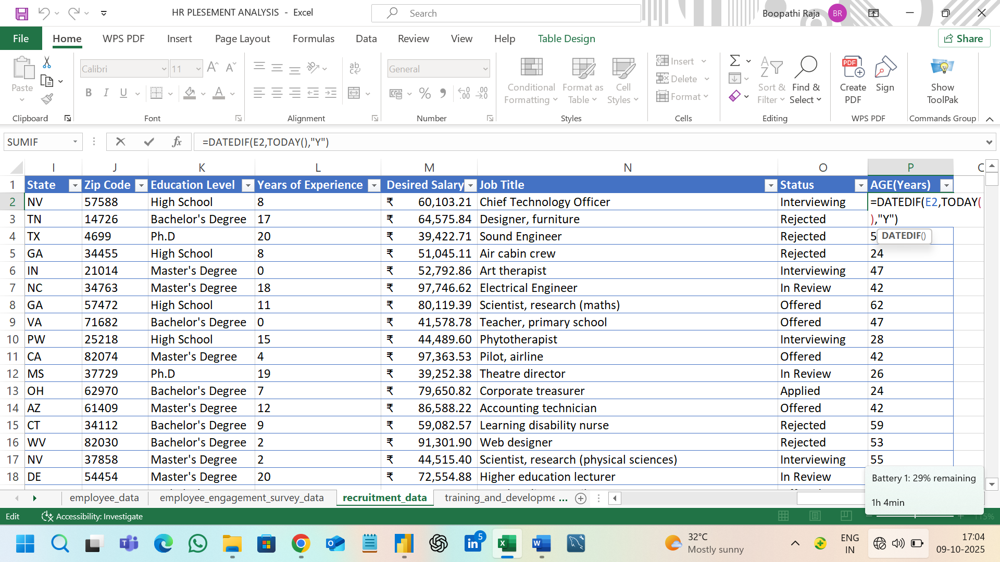 HR PLESEMENT ANALYSIS - Excel
Search
Boopathi Raja BR
File Home WPS PDF Insert Page Layout Formulas Data Review View Help Table Design Share
Paste
Calibri 11
General
Conditional Formatting
Format as Table
Cell Styles
Insert
Delete
Format
Sort & Filter
Find & Select
Create PDF
Sign
Show ToolPak
Clipboard Font Alignment Number Styles Cells Editing WPS PDF Commands Group
SUMIF fx =DATEDIF(E2,TODAY(),"Y")
I J K L M N O P
1 State Zip Code Education Level Years of Experience Desired Salary Job Title Status AGE(Years)
2 NV 57588 High School 8 ₹ 60,103.21 Chief Technology Officer Interviewing =DATEDIF(E2,TODAY(
3 TN 14726 Bachelor's Degree 17 ₹ 64,575.84 Designer, furniture Rejected ),"Y")
4 TX 4699 Ph.D 20 ₹ 39,422.71 Sound Engineer Rejected 5 DATEDIF()
5 GA 34455 High School 8 ₹ 51,045.11 Air cabin crew Rejected 24
6 IN 21014 Master's Degree 0 ₹ 52,792.86 Art therapist Interviewing 47
7 NC 34763 Master's Degree 18 ₹ 97,746.62 Electrical Engineer In Review 42
8 GA 57472 High School 11 ₹ 80,119.39 Scientist, research (maths) Offered 62
9 VA 71682 Bachelor's Degree 0 ₹ 41,578.78 Teacher, primary school Offered 47
10 PW 25218 High School 15 ₹ 44,489.60 Phytotherapist Interviewing 28
11 CA 82074 Master's Degree 4 ₹ 97,363.53 Pilot, airline Offered 42
12 MS 37729 Ph.D 19 ₹ 39,252.38 Theatre director In Review 26
13 OH 62970 Bachelor's Degree 7 ₹ 79,650.82 Corporate treasurer Applied 24
14 AZ 61409 Master's Degree 12 ₹ 86,588.22 Accounting technician Offered 42
15 CT 34112 Bachelor's Degree 9 ₹ 59,082.57 Learning disability nurse Rejected 59
16 WV 82030 Bachelor's Degree 2 ₹ 91,301.90 Web designer Rejected 53
17 NV 37858 Master's Degree 2 ₹ 44,515.40 Scientist, research (physical sciences) Interviewing 55
18 DE 54454 Master's Degree 20 ₹ 72,554.88 Higher education lecturer In Review
Battery 1: 29% remaining
1h 4min
employee_data employee_engagement_survey_data recruitment_data training_and_developme ...
Edit Accessibility: Investigate
5
32°C
Mostly sunny
ENG
IN
17:04
09-10-2025